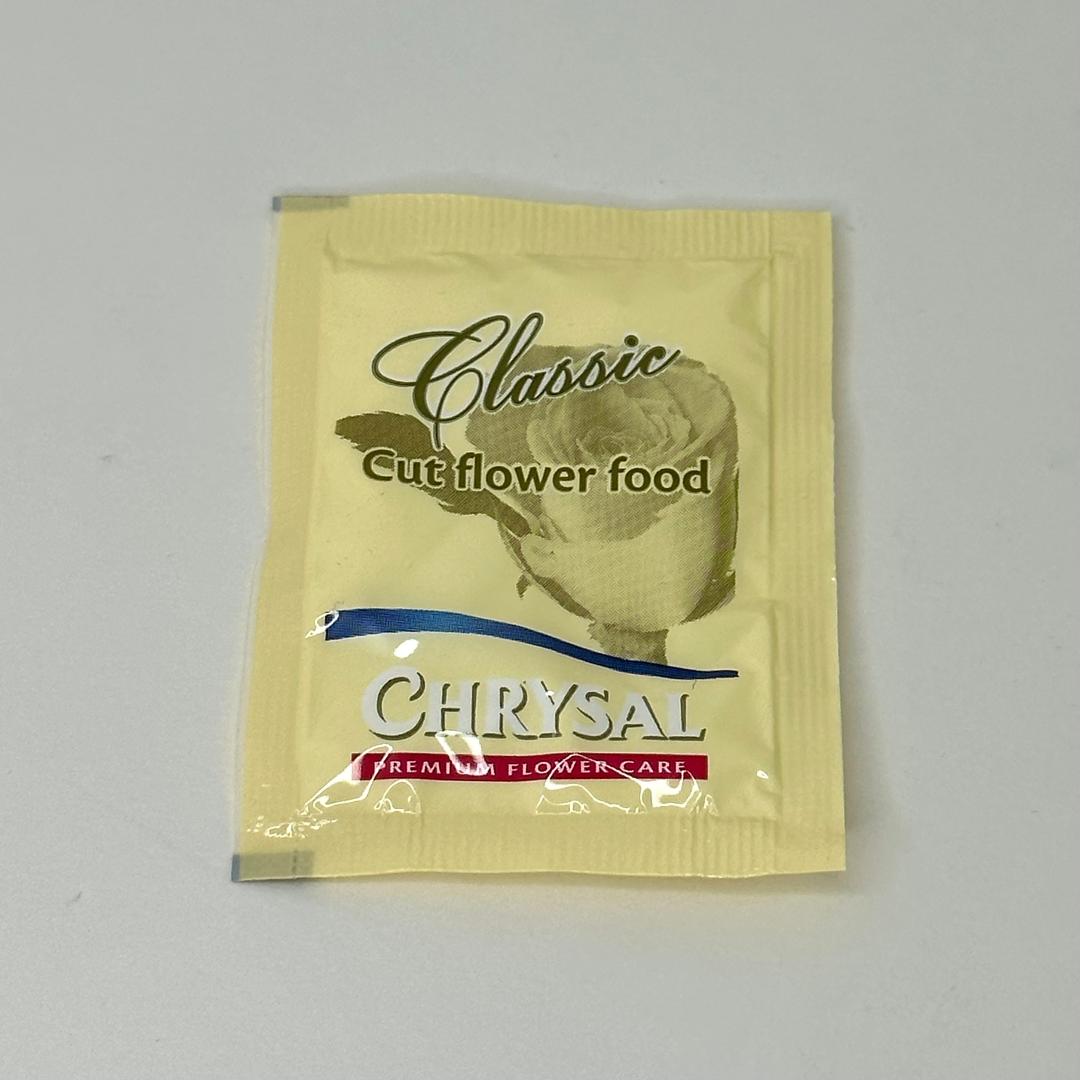 Classic
Cut flower food
CHRYSAL
PREMIUM FLOWER CARE